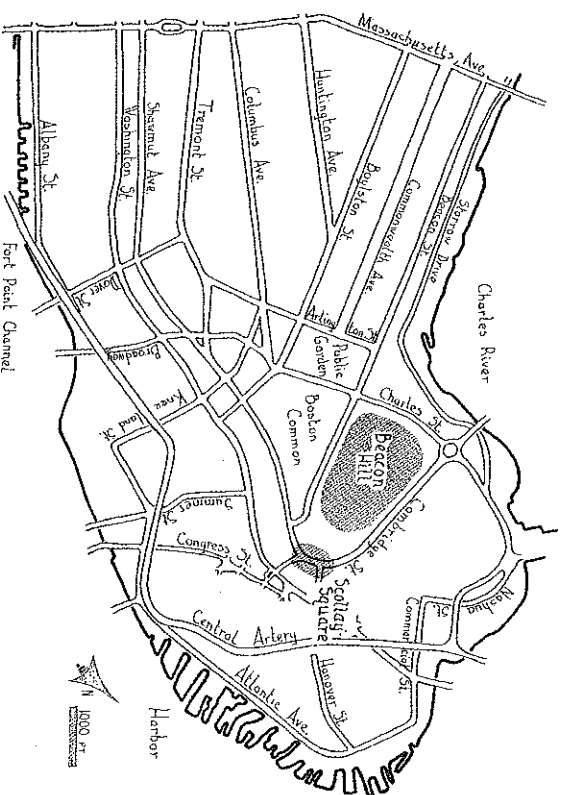 Massachusetts Ave.
Huntington Ave.
Columbus Ave.
Tremont St.
Shawmut Ave.
Washington St.
Albany St.
Boylston St.
Commonwealth Ave.
Beacon St.
Storrow Drive
Charles River
Fort Point Channel
Dover St.
Broadway
Kneeland St.
Arlington St.
Public
Garden
Boston
Common
Charles St.
Beacon
Hill
Cambridge St.
Scollay
Square
Summer St.
Congress St.
Central Artery
Atlantic Ave.
Hanover St.
Commercial St.
Nashua St.
Harbor
N
1000 FT